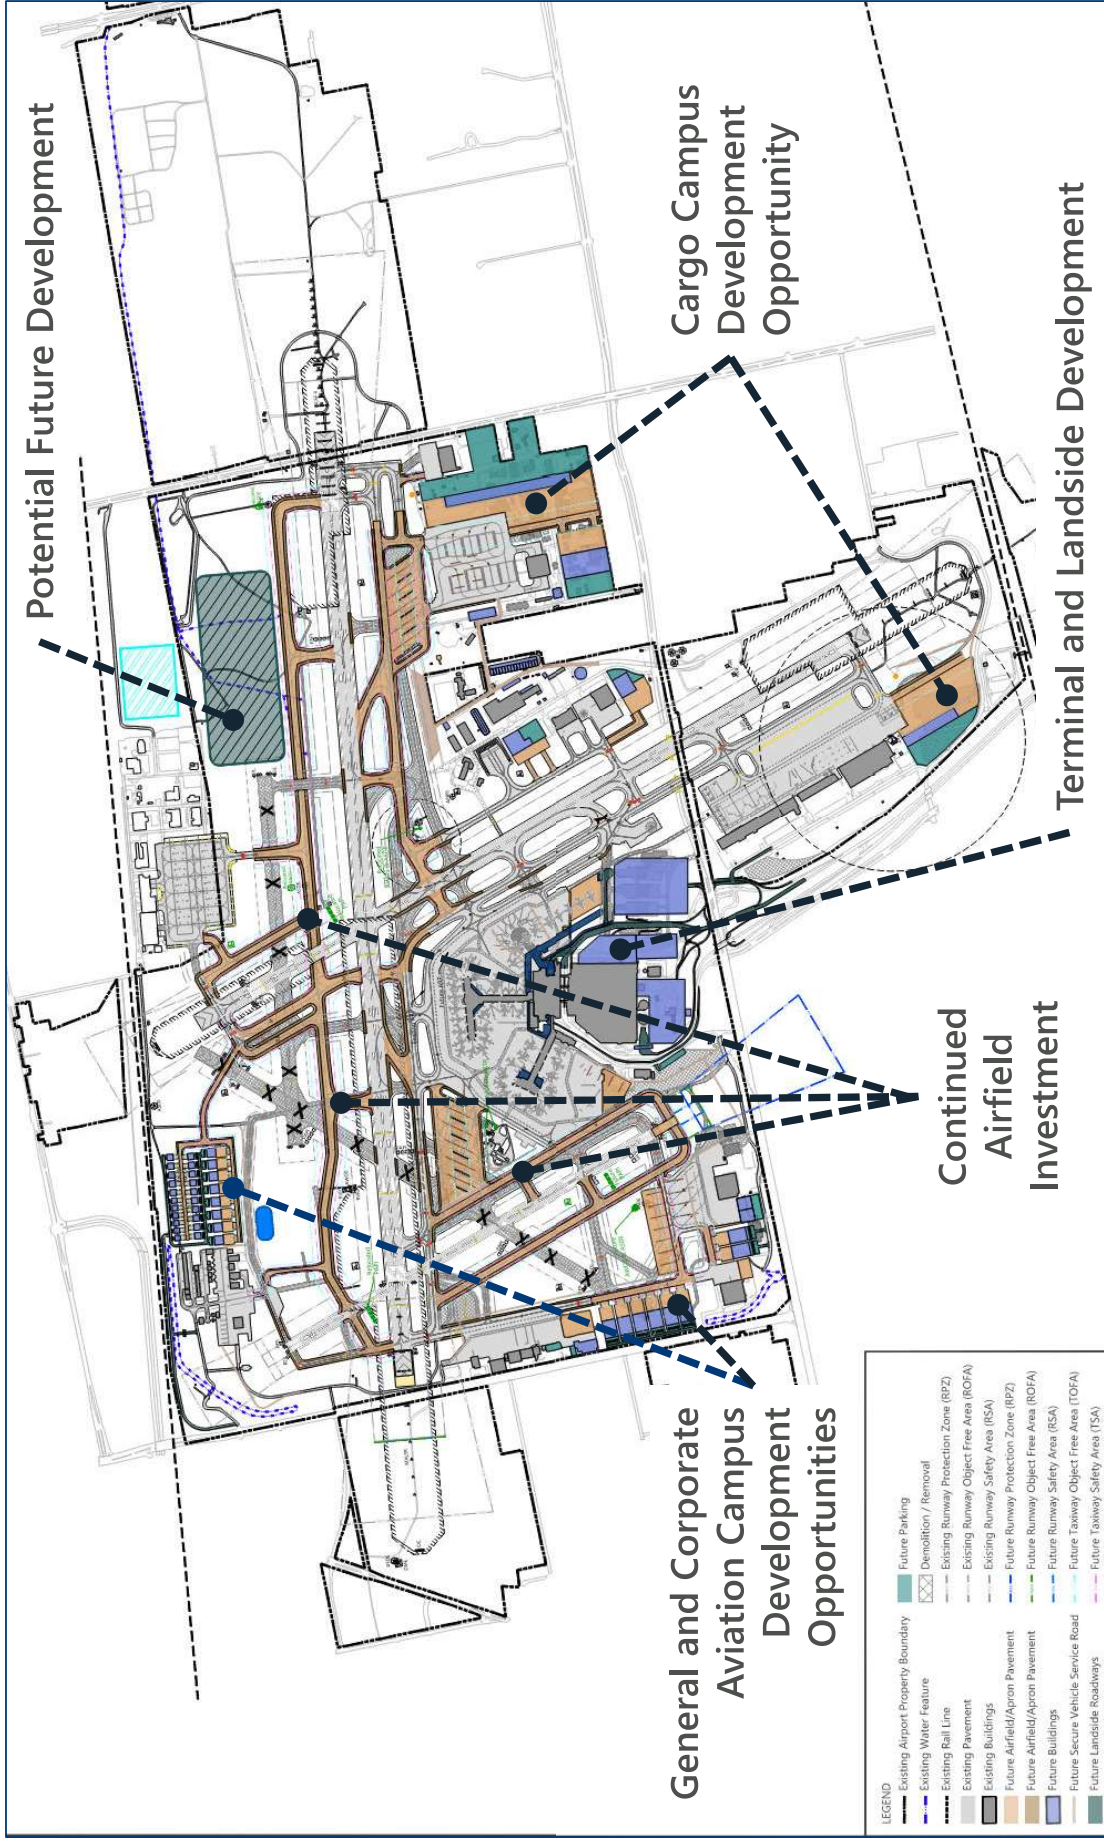 Potential Future Development
Cargo Campus
Development
Opportunity
Terminal and Landside Development
Continued
Airfield
Investment
General and Corporate
Aviation Campus
Development
Opportunities
LEGEND
Existing Airport Property Boundary
Existing Water Feature
Existing Rail Line
Existing Pavement
Existing Buildings
Future Airfield/Apron Pavement
Future Airfield/Apron Pavement
Future Buildings
Future Secure Vehicle Service Road
Future Landside Roadways
Future Parking
Demolition / Removal
Existing Runway Protection Zone (RPZ)
Existing Runway Object Free Area (ROFA)
Existing Runway Safety Area (RSA)
Future Runway Protection Zone (RPZ)
Future Runway Object Free Area (ROFA)
Future Runway Safety Area (RSA)
Future Taxiway Object Free Area (TOFA)
Future Taxiway Safety Area (TSA)